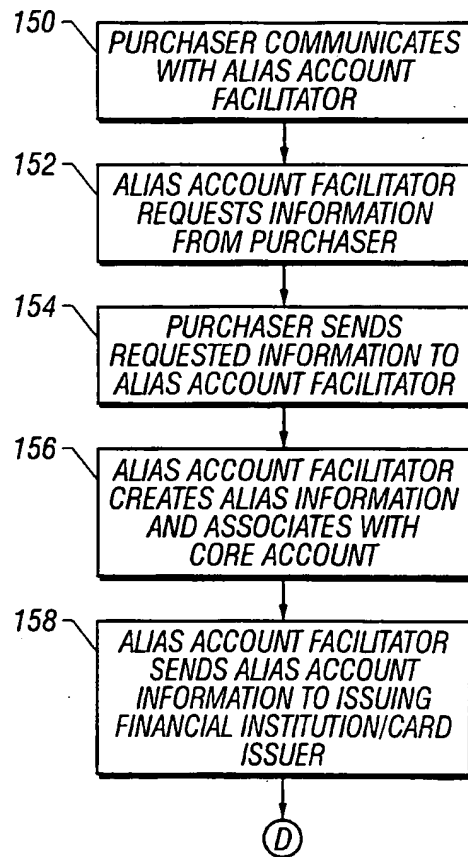 150
PURCHASER COMMUNICATES
WITH ALIAS ACCOUNT
FACILITATOR
152
ALIAS ACCOUNT FACILITATOR
REQUESTS INFORMATION
FROM PURCHASER
154
PURCHASER SENDS
REQUESTED INFORMATION TO
ALIAS ACCOUNT FACILITATOR
156
ALIAS ACCOUNT FACILITATOR
CREATES ALIAS INFORMATION
AND ASSOCIATES WITH
CORE ACCOUNT
158
ALIAS ACCOUNT FACILITATOR
SENDS ALIAS ACCOUNT
INFORMATION TO ISSUING
FINANCIAL INSTITUTION/CARD
ISSUER
D